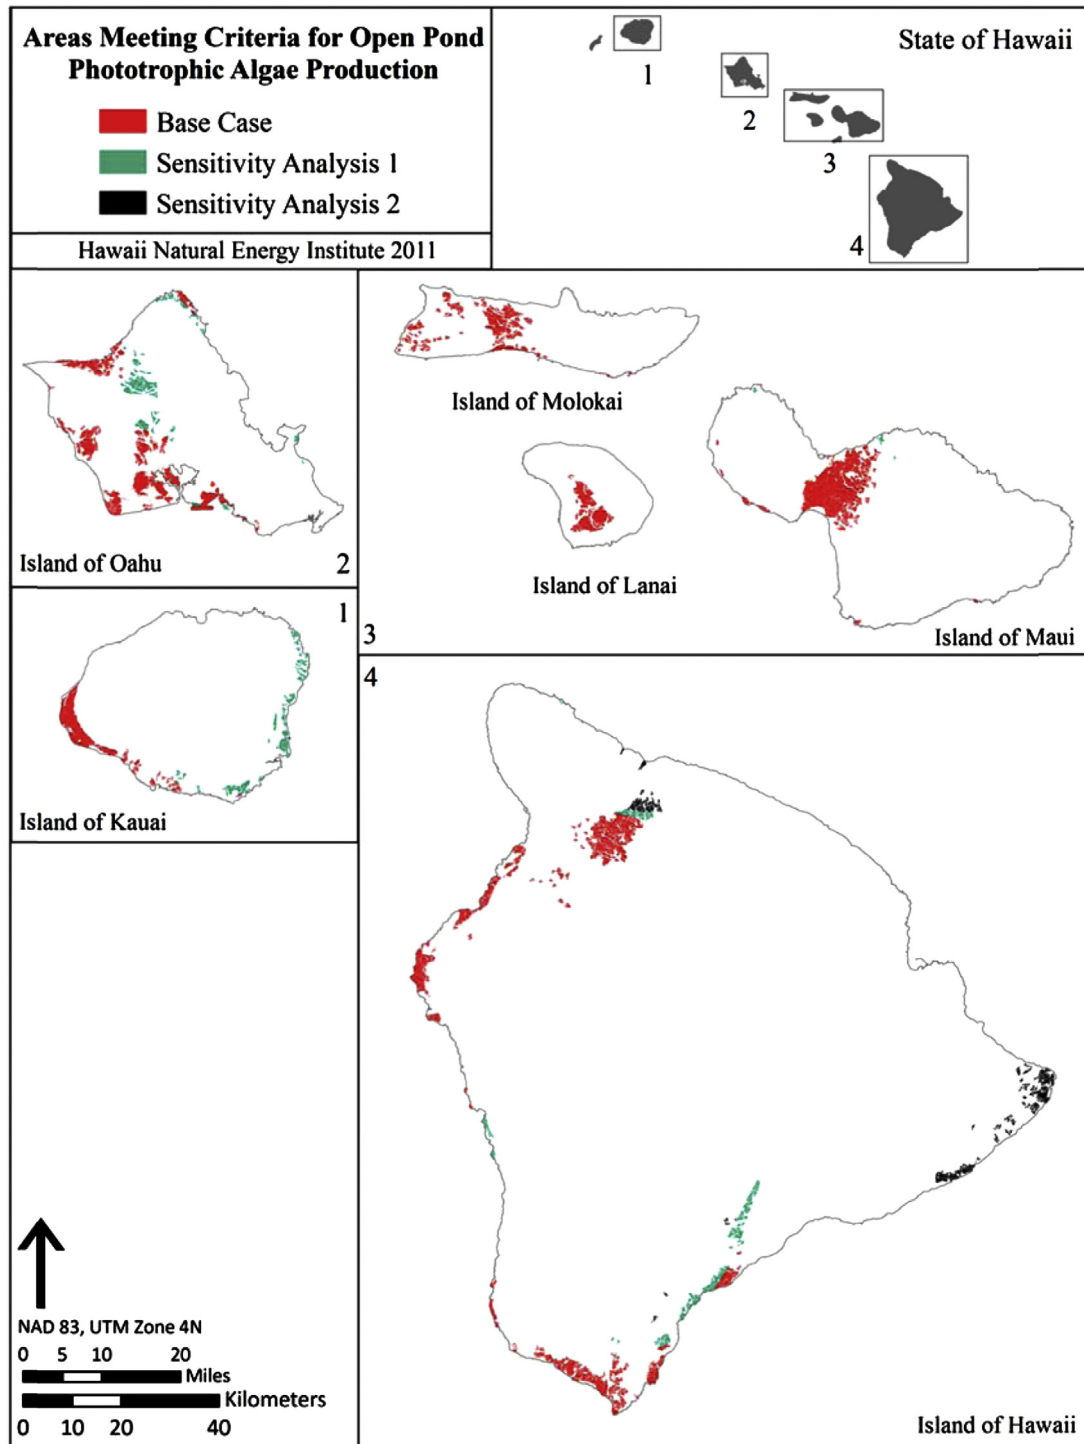 Areas Meeting Criteria for Open Pond
Phototrophic Algae Production
Base Case
Sensitivity Analysis 1
Sensitivity Analysis 2
Hawaii Natural Energy Institute 2011
State of Hawaii
1
2
3
4
Island of Oahu
2
Island of Molokai
Island of Lanai
Island of Maui
3
1
Island of Kauai
4
Island of Hawaii
NAD 83, UTM Zone 4N
0 5 10 20
Miles
Kilometers
0 10 20 40